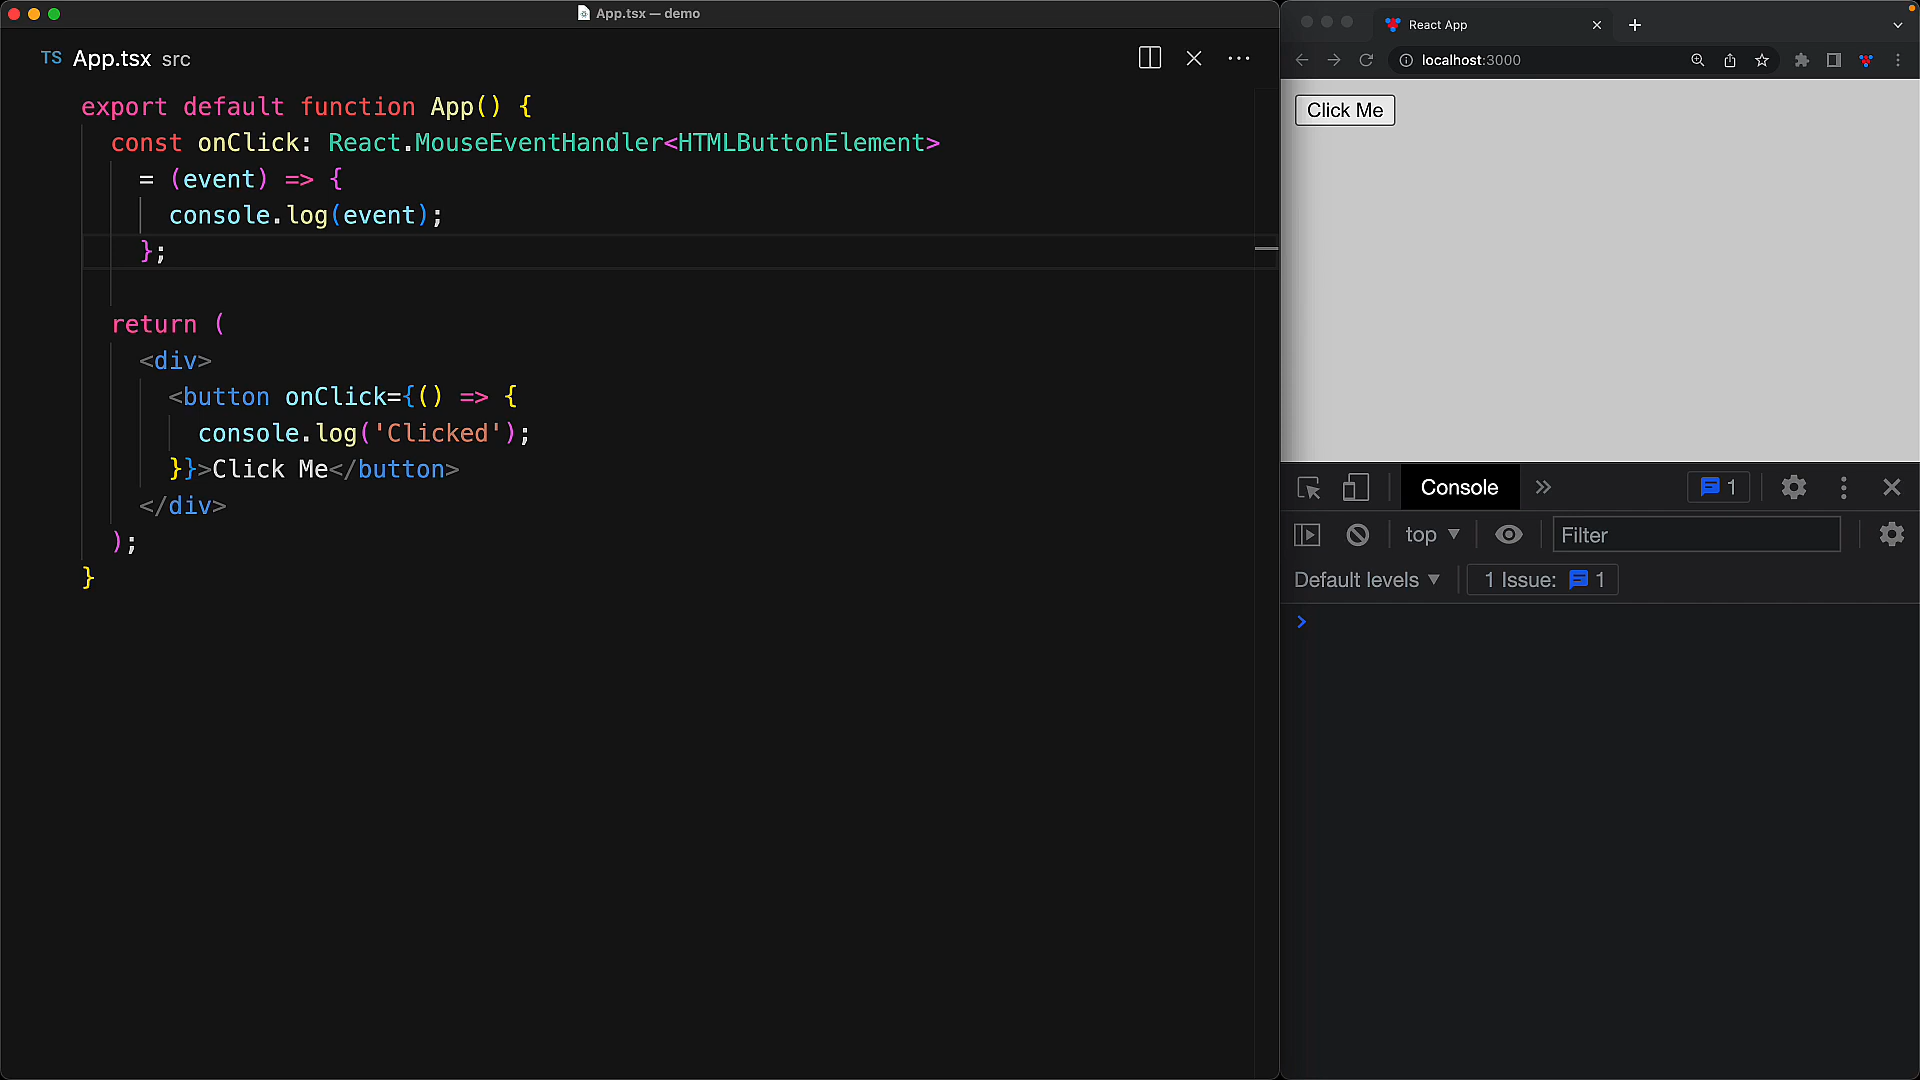 App.tsx — demo
TS App.tsx src
export default function App() {
const onClick: React.MouseEventHandler<HTMLButtonElement>
= (event) => {
console.log(event);
};
return (
<div>
<button onClick={() => {
console.log('Clicked');
}}>Click Me</button>
</div>
);
}
React App
localhost:3000
Click Me
Console
1
top
Filter
Default levels
1 Issue: 1